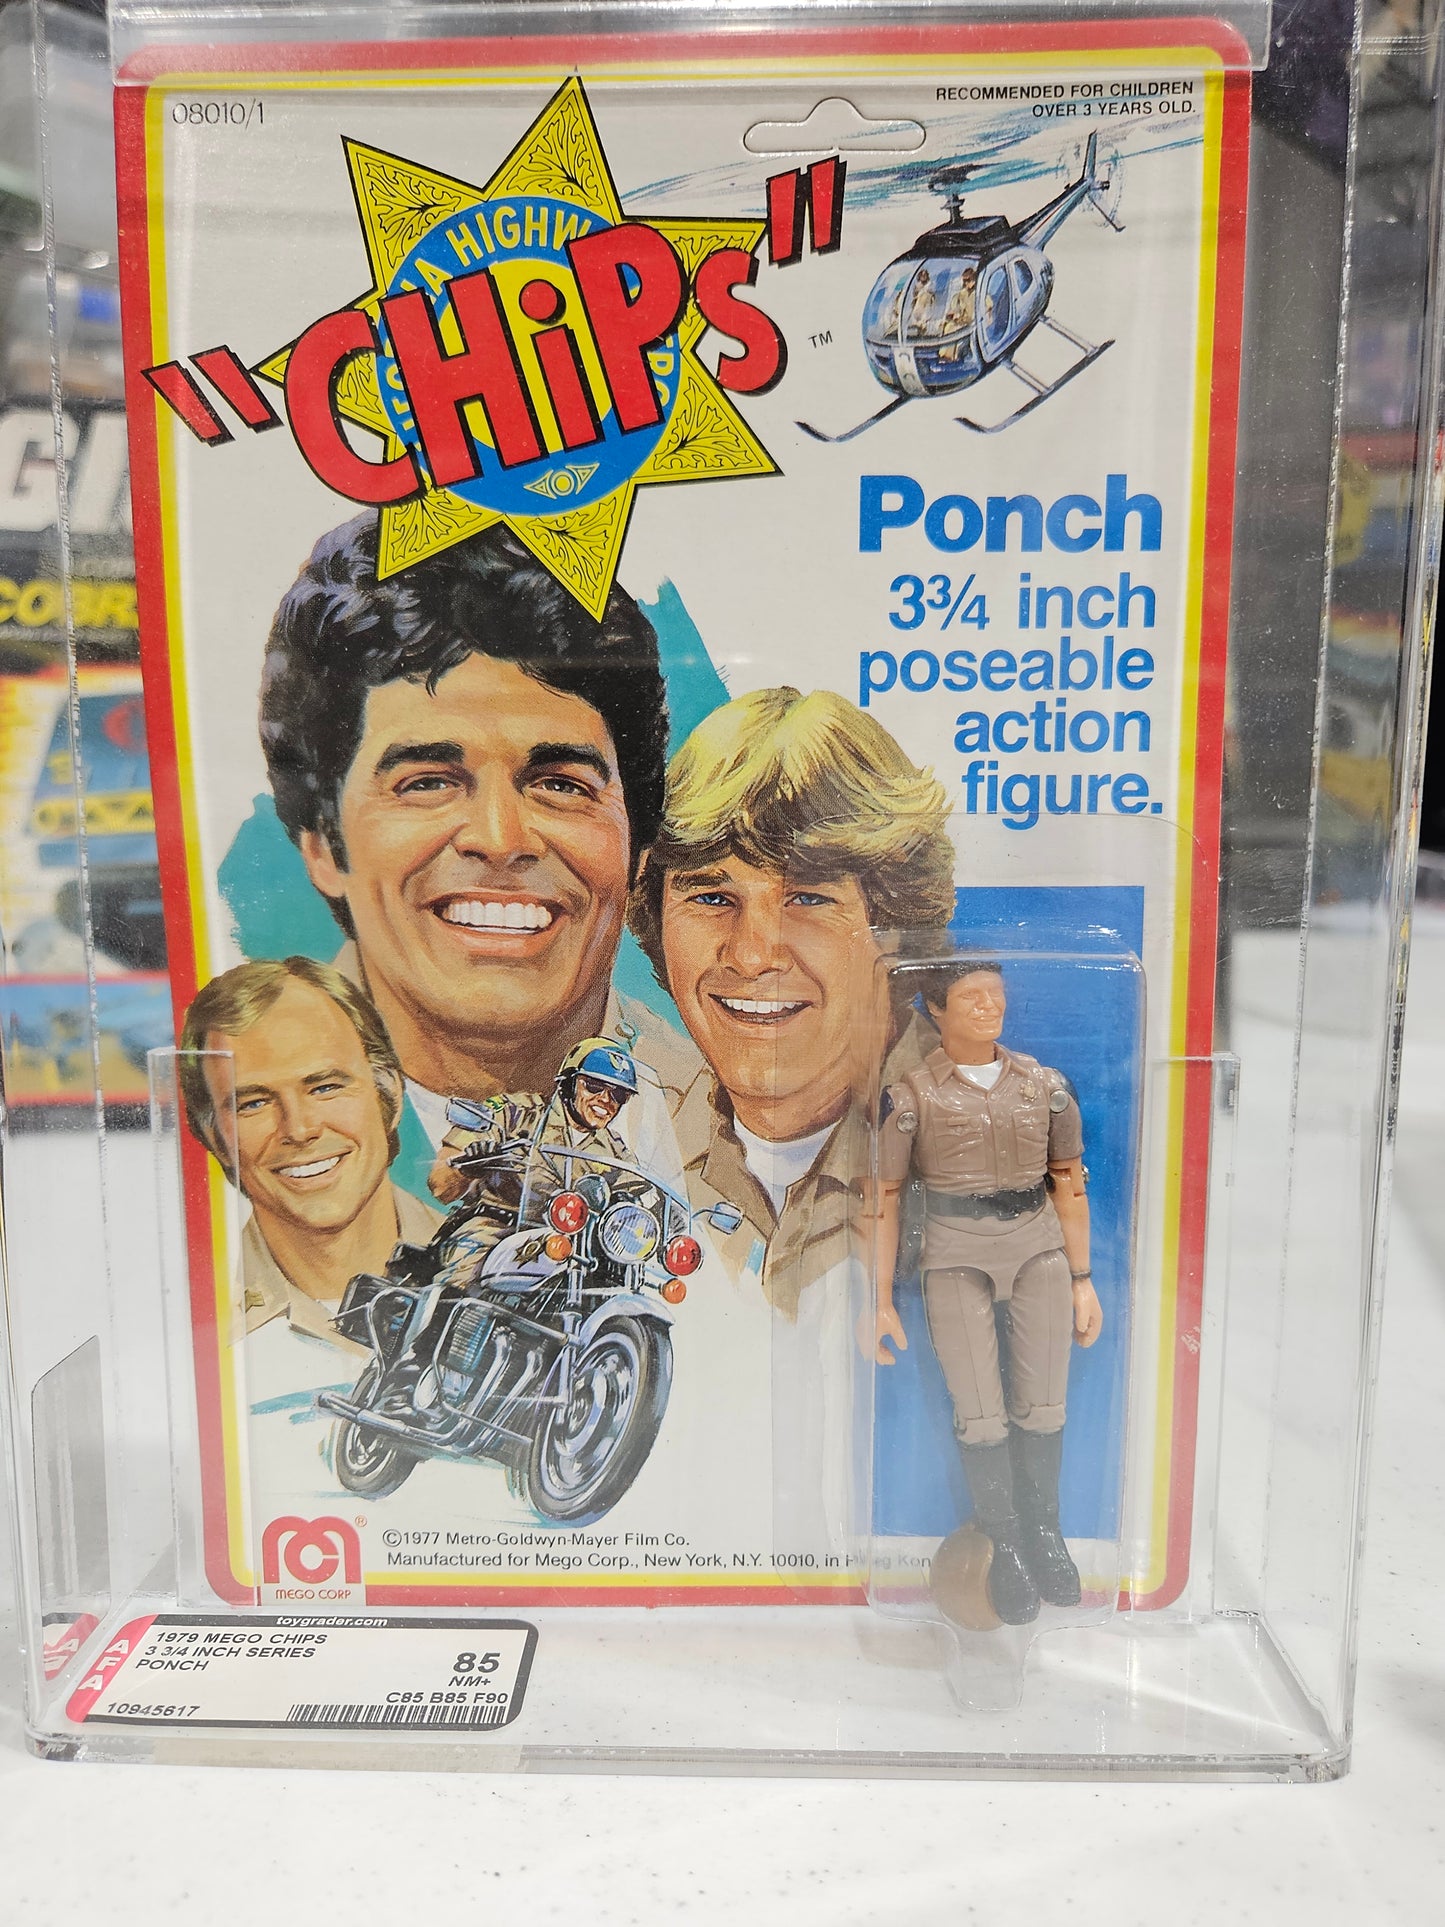 08010/1
RECOMMENDED FOR CHILDREN
OVER 3 YEARS OLD.
HIGHW
"CHiPs"
TM
Ponch
3 3/4 inch
poseable
action
figure.
©1977 Metro-Goldwyn-Mayer Film Co.
Manufactured for Mego Corp., New York, N.Y. 10010, in
®
MEGO CORP
toygrader.com
AFA
1979 MEGO CHIPS
3 3/4 INCH SERIES
PONCH
85
NM+
C85 B85 F90
10945617